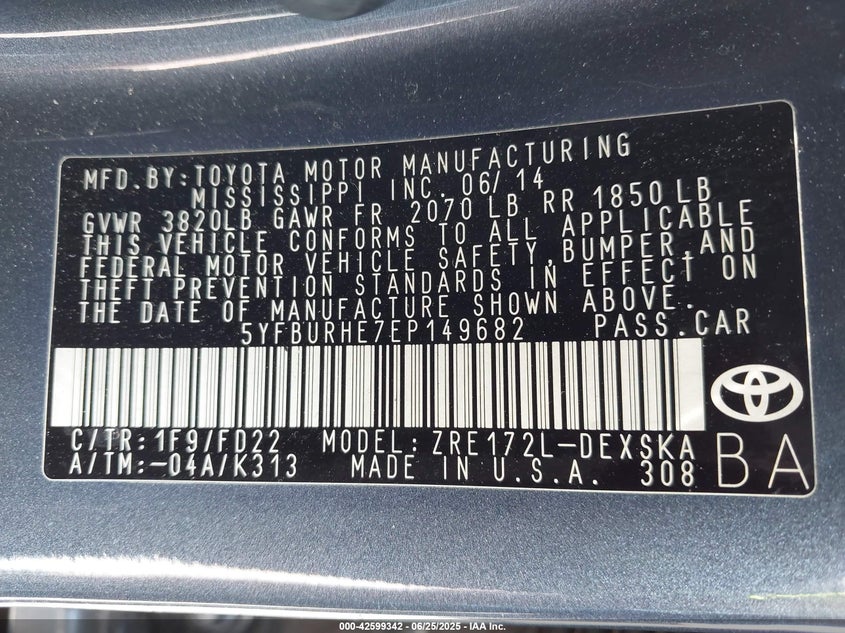 MFD.BY:TOYOTA MOTOR MANUFACTURING
MISSISSIPPI INC. 06/14
GVWR 3820LB GAWR FR 2070 LB RR 1850 LB
THIS VEHICLE CONFORMS TO ALL APPLICABLE
FEDERAL MOTOR VEHICLE SAFETY,BUMPER,AND
THEFT PREVENTION STANDARDS IN EFFECT ON
THE DATE OF MANUFACTURE SHOWN ABOVE.
5YFBURHE7EP149682 PASS.CAR
C/TR:1F9/FD22 MODEL:ZRE172L-DEXSKA
A/TM:-04A/K313 MADE IN U.S.A. 308
BA
000-42599342 - 06/25/2025 - IAA Inc.